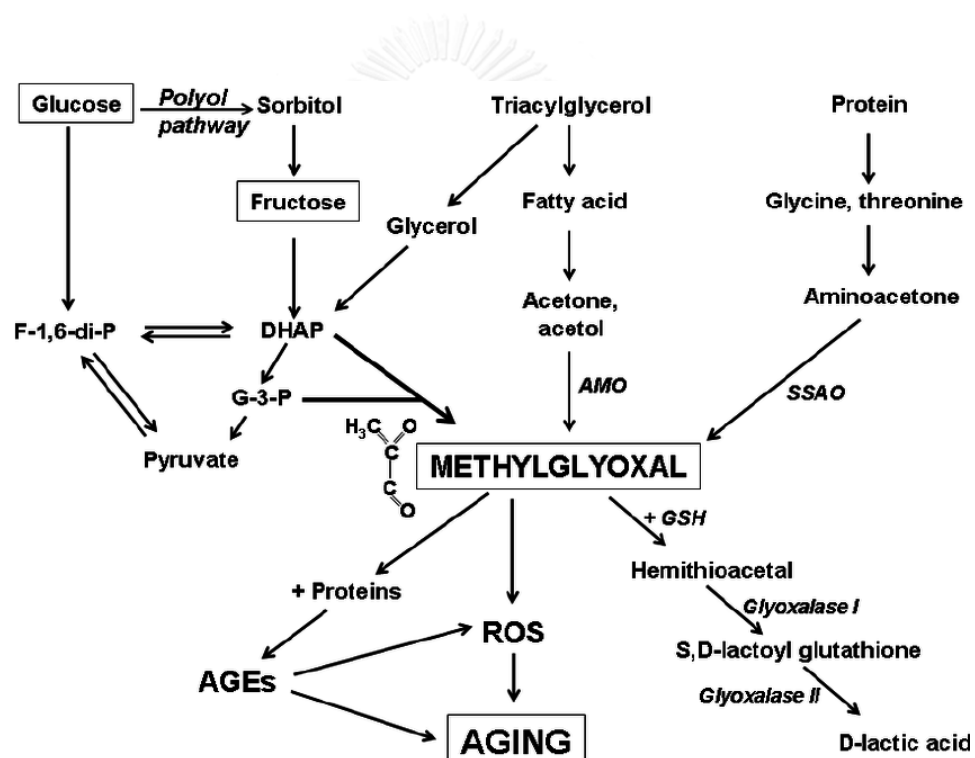 Glucose
Polyol
pathway
Sorbitol
Triacylglycerol
Protein
Fructose
Glycerol
Fatty acid
Glycine, threonine
Acetone,
acetol
Aminoacetone
F-1,6-di-P
DHAP
G-3-P
AMO
SSAO
Pyruvate
H3C
O
C
C
O
METHYLGLYOXAL
+ GSH
+ Proteins
Hemithioacetal
Glyoxalase I
ROS
S,D-lactoyl glutathione
AGEs
Glyoxalase II
AGING
D-lactic acid